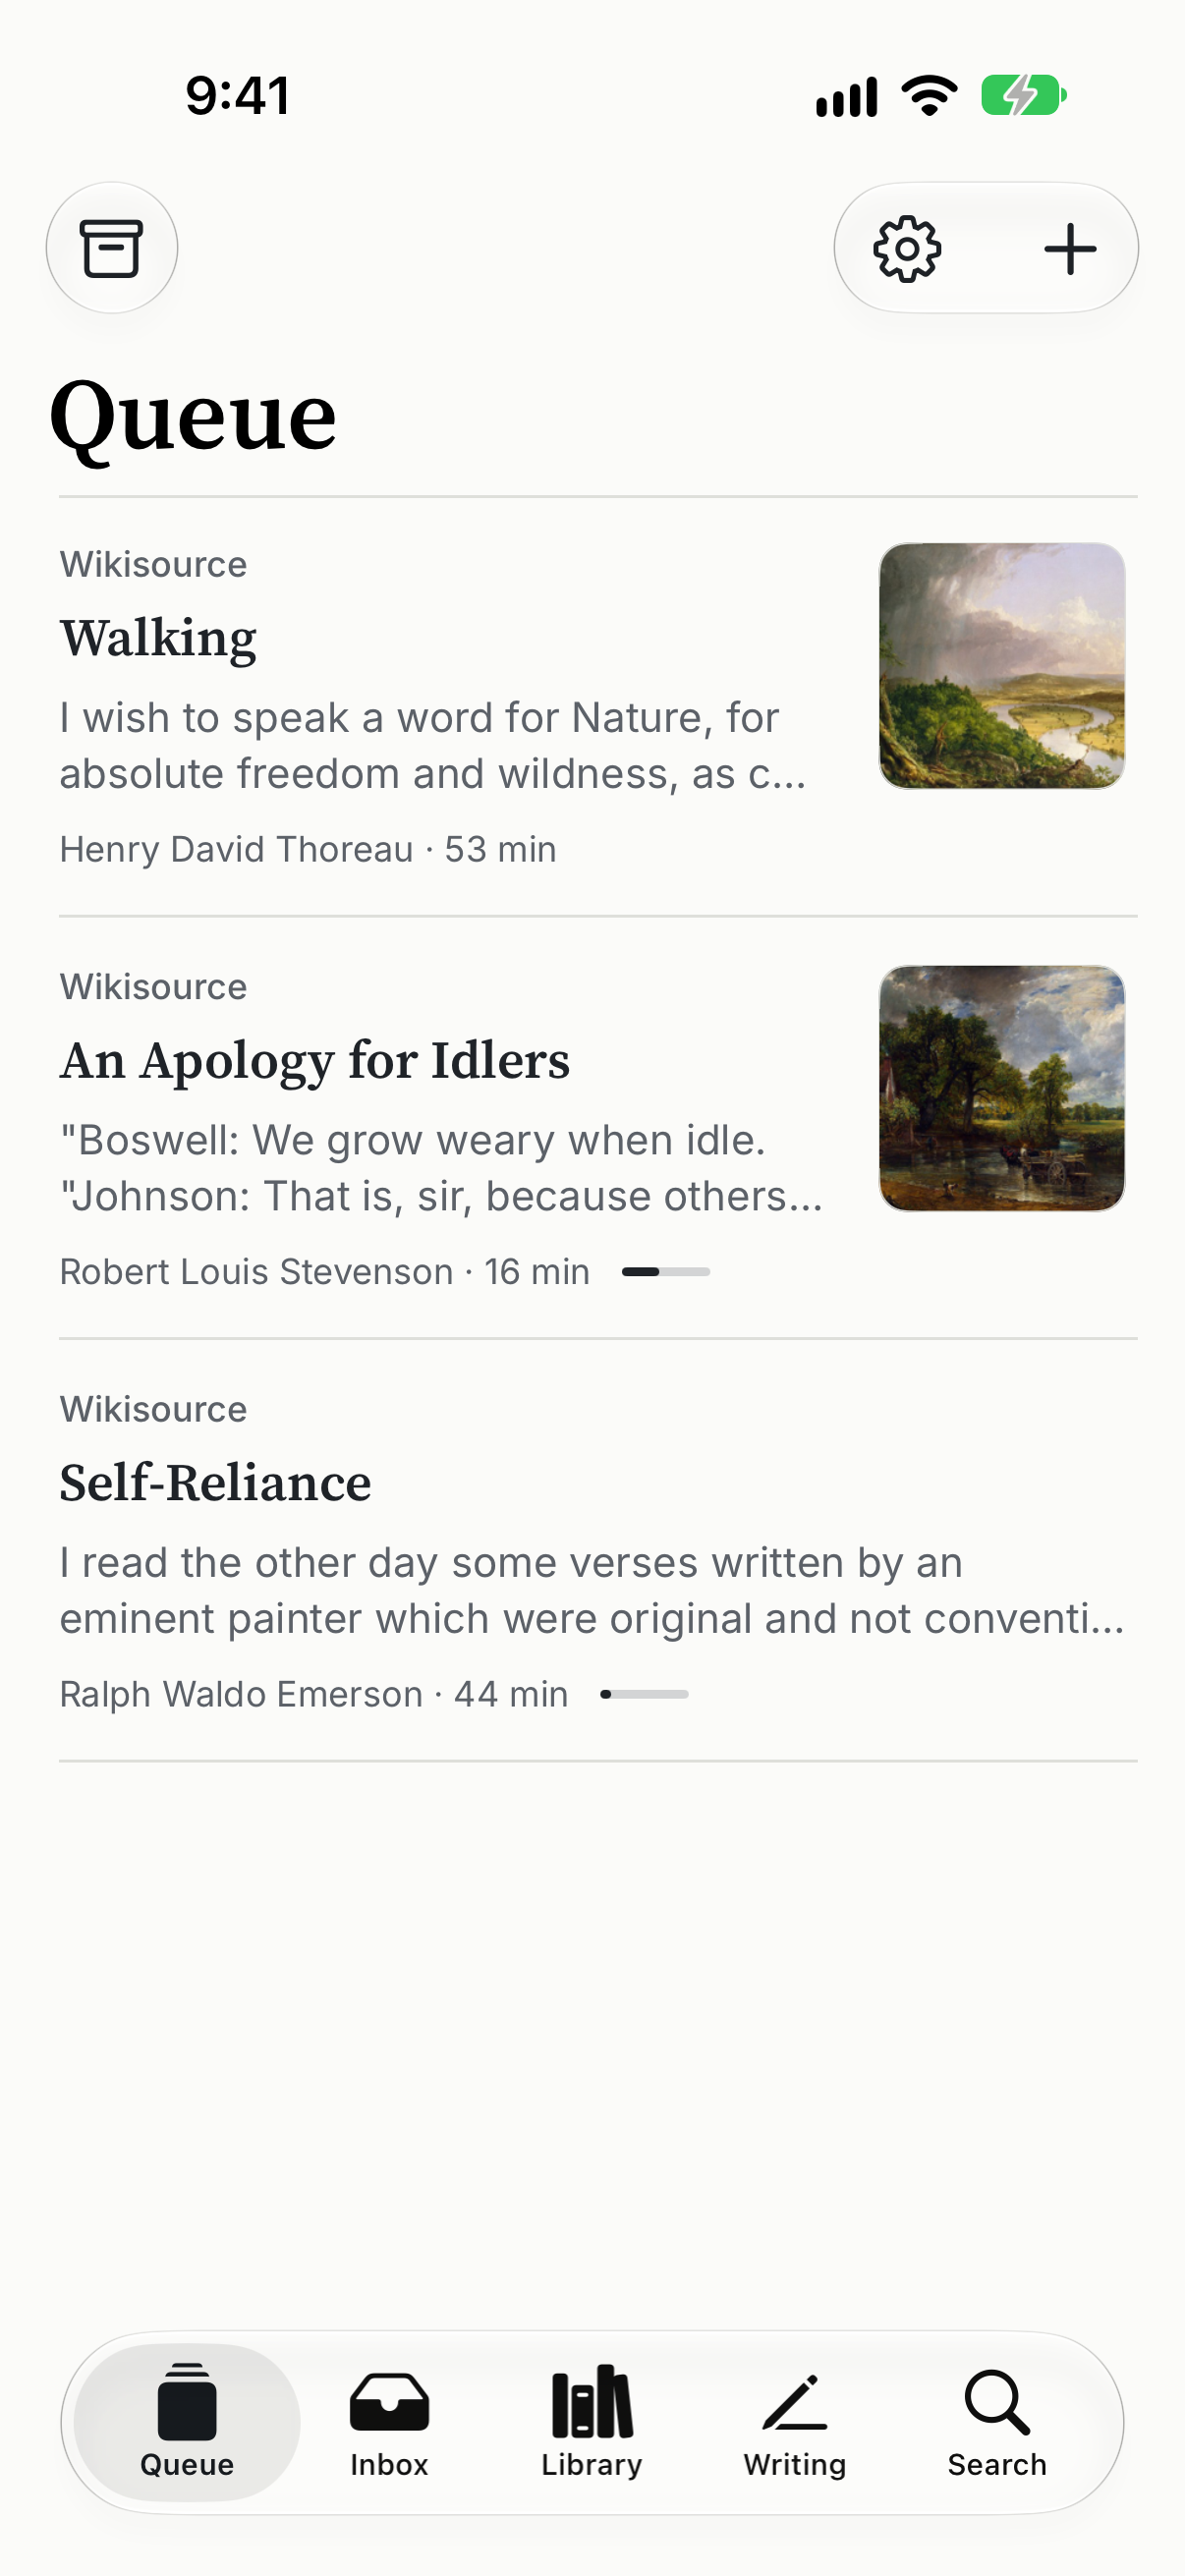 9:41
Queue
Wikisource
Walking
I wish to speak a word for Nature, for
absolute freedom and wildness, as c...
Henry David Thoreau · 53 min
Wikisource
An Apology for Idlers
"Boswell: We grow weary when idle.
"Johnson: That is, sir, because others...
Robert Louis Stevenson · 16 min
Wikisource
Self-Reliance
I read the other day some verses written by an
eminent painter which were original and not conventi...
Ralph Waldo Emerson · 44 min
Queue Inbox Library Writing Search